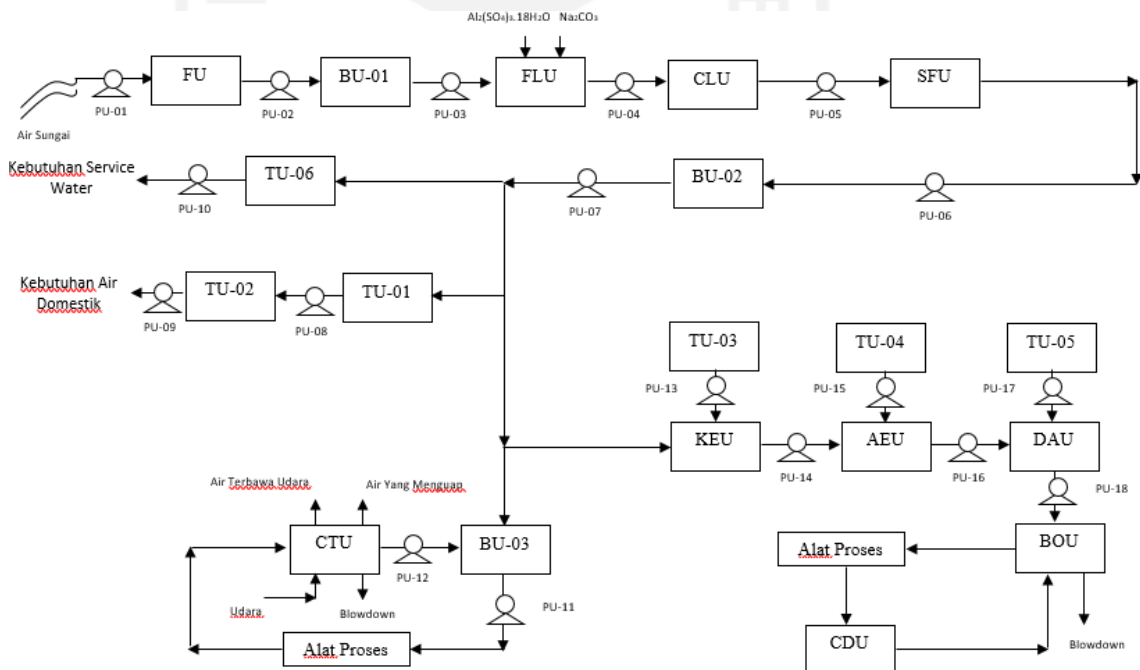 Al₂(SO₄)₃.18H₂O Na₂CO₃
FU
BU-01
FLU
CLU
SFU
PU-01
PU-02
PU-03
PU-04
PU-05
Air Sungai
Kebutuhan Service
Water
TU-06
BU-02
PU-10
PU-07
PU-06
Kebutuhan Air
Domestik
TU-02
TU-01
PU-09
PU-08
TU-03
TU-04
TU-05
PU-13
PU-15
PU-17
KEU
AEU
DAU
PU-14
PU-16
PU-18
Air Terbawa Udara
Air Yang Menguap
CTU
BU-03
PU-12
Udara
Blowdown
PU-11
Alat Proses
Alat Proses
BOU
CDU
Blowdown